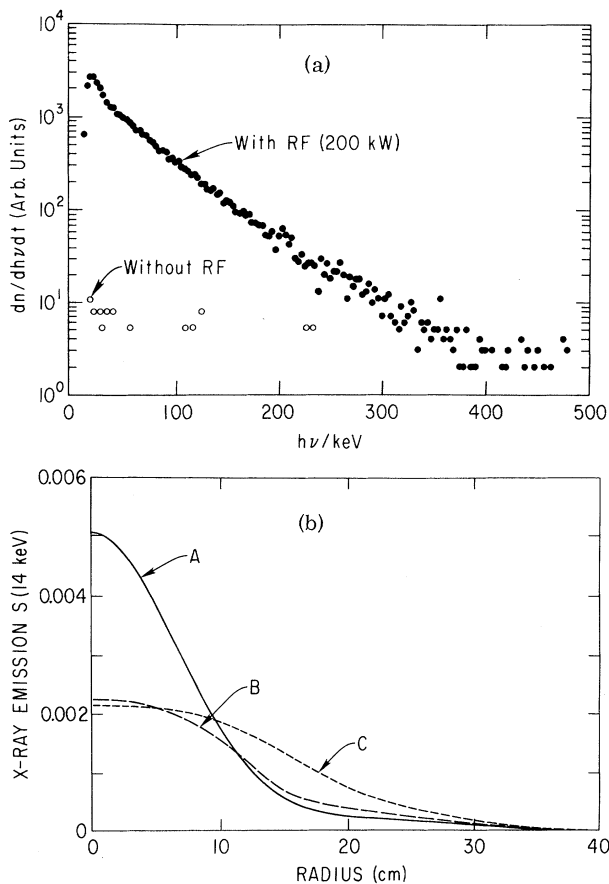 (a)
dn/dhνdt (Arb. Units)
10⁴
10³
10²
10¹
10⁰
With RF (200 kW)
Without RF
0 100 200 300 400 500
hν/keV
(b)
X-RAY EMISSION S (14 keV)
0.006
0.004
0.002
0
A
B
C
0 10 20 30 40
RADIUS (cm)